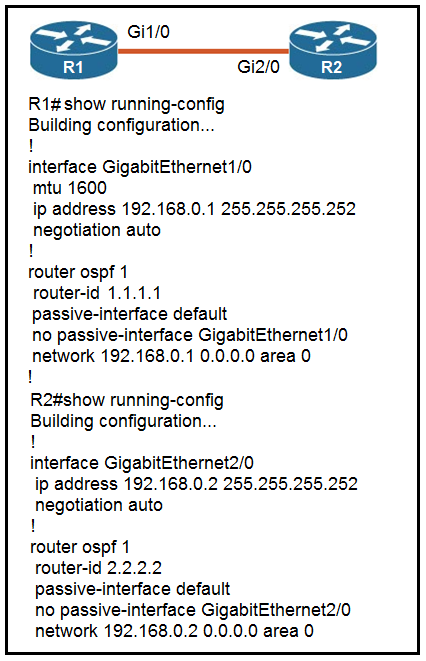 Gi1/0
R1
Gi2/0
R2
R1# show running-config
Building configuration...
!
interface GigabitEthernet1/0
mtu 1600
ip address 192.168.0.1 255.255.255.252
negotiation auto
!
router ospf 1
router-id 1.1.1.1
passive-interface default
no passive-interface GigabitEthernet1/0
network 192.168.0.1 0.0.0.0 area 0
!
R2#show running-config
Building configuration...
!
interface GigabitEthernet2/0
ip address 192.168.0.2 255.255.255.252
negotiation auto
!
router ospf 1
router-id 2.2.2.2
passive-interface default
no passive-interface GigabitEthernet2/0
network 192.168.0.2 0.0.0.0 area 0